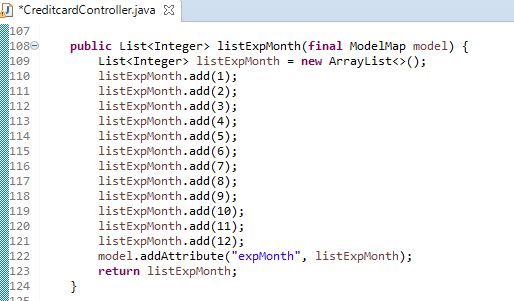 *CreditcardController.java
107
108 public List<Integer> listExpMonth(final ModelMap model) {
109 List<Integer> listExpMonth = new ArrayList<>();
110 listExpMonth.add(1);
111 listExpMonth.add(2);
112 listExpMonth.add(3);
113 listExpMonth.add(4);
114 listExpMonth.add(5);
115 listExpMonth.add(6);
116 listExpMonth.add(7);
117 listExpMonth.add(8);
118 listExpMonth.add(9);
119 listExpMonth.add(10);
120 listExpMonth.add(11);
121 listExpMonth.add(12);
122 model.addAttribute("expMonth", listExpMonth);
123 return listExpMonth;
124 }